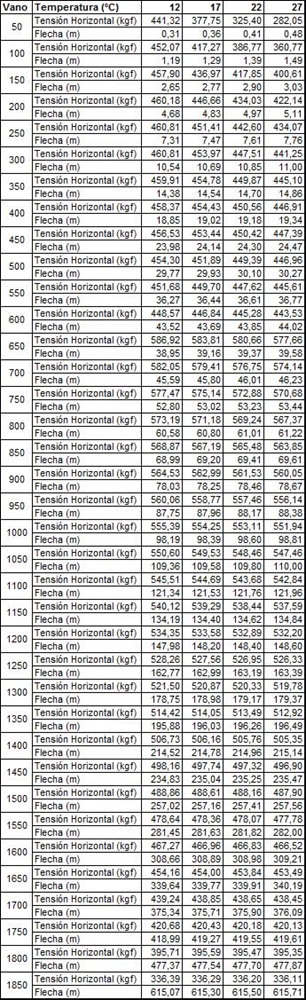 Vano Temperatura (°C) 12 17 22 27
50 Tensión Horizontal (kgf) 441,32 377,75 325,40 282,05
Flecha (m) 0,31 0,36 0,41 0,48
100 Tensión Horizontal (kgf) 452,07 417,27 386,77 360,77
Flecha (m) 1,19 1,29 1,39 1,49
150 Tensión Horizontal (kgf) 457,90 436,97 417,85 400,61
Flecha (m) 2,65 2,77 2,90 3,03
200 Tensión Horizontal (kgf) 460,18 446,66 434,03 422,14
Flecha (m) 4,68 4,83 4,97 5,11
250 Tensión Horizontal (kgf) 460,81 451,41 442,60 434,07
Flecha (m) 7,31 7,47 7,61 7,76
300 Tensión Horizontal (kgf) 460,81 453,97 447,51 441,25
Flecha (m) 10,54 10,69 10,85 11,00
350 Tensión Horizontal (kgf) 459,91 454,78 449,87 445,10
Flecha (m) 14,38 14,54 14,70 14,86
400 Tensión Horizontal (kgf) 458,37 454,43 450,56 446,91
Flecha (m) 18,85 19,02 19,18 19,34
450 Tensión Horizontal (kgf) 456,53 453,44 450,42 447,39
Flecha (m) 23,98 24,14 24,30 24,47
500 Tensión Horizontal (kgf) 454,30 451,89 449,39 446,96
Flecha (m) 29,77 29,93 30,10 30,27
550 Tensión Horizontal (kgf) 451,68 449,70 447,62 445,61
Flecha (m) 36,27 36,44 36,61 36,77
600 Tensión Horizontal (kgf) 448,57 446,84 445,28 443,53
Flecha (m) 43,52 43,69 43,85 44,02
650 Tensión Horizontal (kgf) 586,92 583,81 580,66 577,66
Flecha (m) 38,95 39,16 39,37 39,58
700 Tensión Horizontal (kgf) 582,05 579,41 576,75 574,14
Flecha (m) 45,59 45,80 46,01 46,23
750 Tensión Horizontal (kgf) 577,47 575,14 572,88 570,68
Flecha (m) 52,80 53,02 53,23 53,44
800 Tensión Horizontal (kgf) 573,19 571,18 569,24 567,37
Flecha (m) 60,58 60,80 61,01 61,22
850 Tensión Horizontal (kgf) 568,87 567,19 565,48 563,85
Flecha (m) 68,99 69,20 69,41 69,61
900 Tensión Horizontal (kgf) 564,53 562,99 561,53 560,05
Flecha (m) 78,03 78,25 78,46 78,67
950 Tensión Horizontal (kgf) 560,06 558,77 557,46 556,14
Flecha (m) 87,75 87,96 88,17 88,38
1000 Tensión Horizontal (kgf) 555,39 554,25 553,11 551,94
Flecha (m) 98,19 98,39 98,60 98,81
1050 Tensión Horizontal (kgf) 550,60 549,53 548,46 547,46
Flecha (m) 109,36 109,58 109,80 110,00
1100 Tensión Horizontal (kgf) 545,51 544,69 543,68 542,84
Flecha (m) 121,34 121,53 121,76 121,96
1150 Tensión Horizontal (kgf) 540,12 539,29 538,44 537,59
Flecha (m) 134,19 134,40 134,62 134,84
1200 Tensión Horizontal (kgf) 534,35 533,58 532,89 532,20
Flecha (m) 147,98 148,20 148,40 148,60
1250 Tensión Horizontal (kgf) 528,26 527,56 526,95 526,33
Flecha (m) 162,77 162,99 163,19 163,39
1300 Tensión Horizontal (kgf) 521,50 520,87 520,33 519,78
Flecha (m) 178,75 178,98 179,17 179,37
1350 Tensión Horizontal (kgf) 514,42 514,05 513,49 512,92
Flecha (m) 195,88 196,03 196,26 196,49
1400 Tensión Horizontal (kgf) 506,73 506,16 505,76 505,35
Flecha (m) 214,52 214,78 214,96 215,14
1450 Tensión Horizontal (kgf) 498,16 497,74 497,32 496,90
Flecha (m) 234,83 235,04 235,25 235,47
1500 Tensión Horizontal (kgf) 488,86 488,61 488,16 487,90
Flecha (m) 257,02 257,16 257,41 257,56
1550 Tensión Horizontal (kgf) 478,64 478,36 478,07 477,78
Flecha (m) 281,45 281,63 281,82 282,00
1600 Tensión Horizontal (kgf) 467,27 466,96 466,83 466,52
Flecha (m) 308,66 308,89 308,98 309,21
1650 Tensión Horizontal (kgf) 454,16 454,00 453,84 453,49
Flecha (m) 339,64 339,77 339,91 340,19
1700 Tensión Horizontal (kgf) 439,24 438,85 438,65 438,45
Flecha (m) 375,34 375,71 375,90 376,09
1750 Tensión Horizontal (kgf) 420,68 420,43 420,18 420,13
Flecha (m) 418,99 419,27 419,55 419,61
1800 Tensión Horizontal (kgf) 395,71 395,59 395,47 395,35
Flecha (m) 477,37 477,54 477,70 477,87
1850 Tensión Horizontal (kgf) 336,39 336,29 336,20 336,11
Flecha (m) 615,07 615,30 615,50 615,71